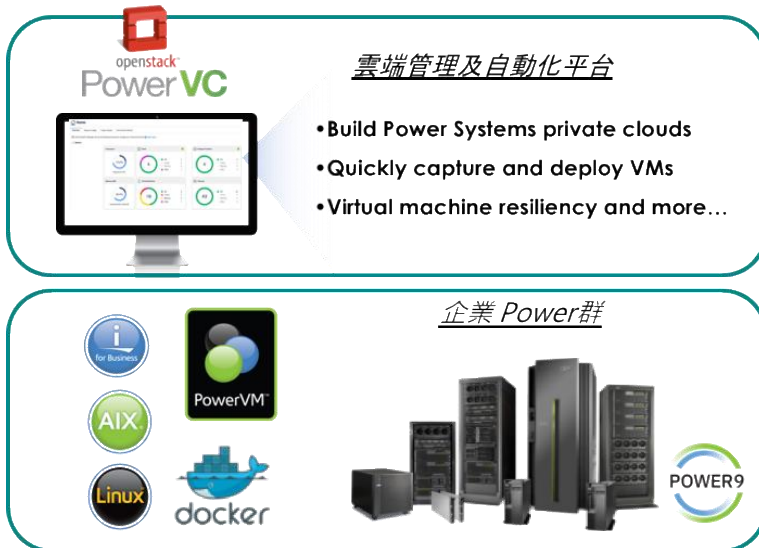 openstack™
PowerVC
雲端管理及自動化平台
•Build Power Systems private clouds
•Quickly capture and deploy VMs
•Virtual machine resiliency and more…
企業 Power群
i
for Business
PowerVM™
AIX
Linux
docker
POWER9